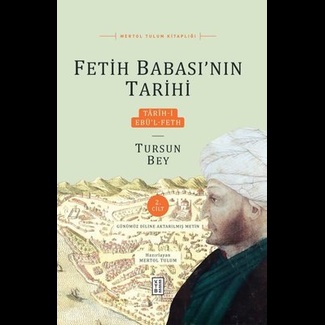 MERTOL TULUM KİTAPLIĞI
FETİH BABASI'NIN
TARİHİ
TÂRÎH-İ
EBÜ'L-FETH
TURSUN
BEY
2. CİLT
GÜNÜMÜZ DİLİNE AKTARILMIŞ METİN
Hazırlayan
MERTOL TULUM
KETEBE